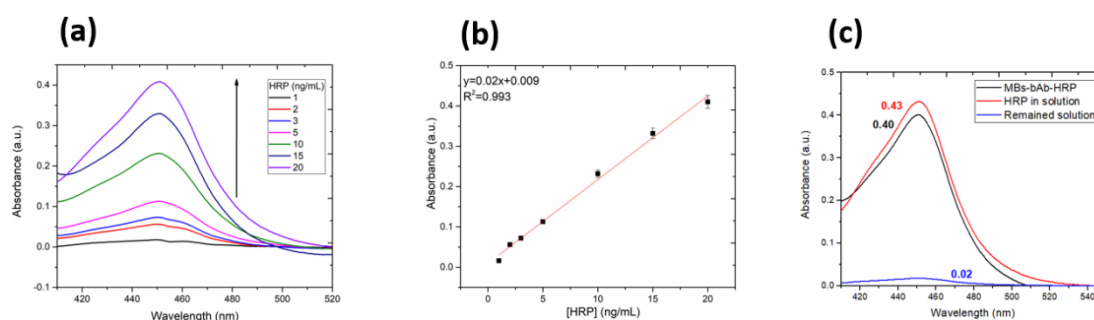 (a)
Absorbance (a.u.)
0.4
0.3
0.2
0.1
0.0
-0.1
HRP (ng/mL)
1
2
3
5
10
15
20
420 440 460 480 500 520
Wavelength (nm)
(b)
Absorbance (a.u.)
0.5
0.4
0.3
0.2
0.1
0.0
y=0.02x+0.009
R²=0.993
0 5 10 15 20
[HRP] (ng/mL)
(c)
Absorbance (a.u.)
0.5
0.4
0.3
0.2
0.1
0.0
MBs-bAb-HRP
HRP in solution
Remained solution
0.43
0.40
0.02
420 440 460 480 500 520 540
Wavelength (nm)